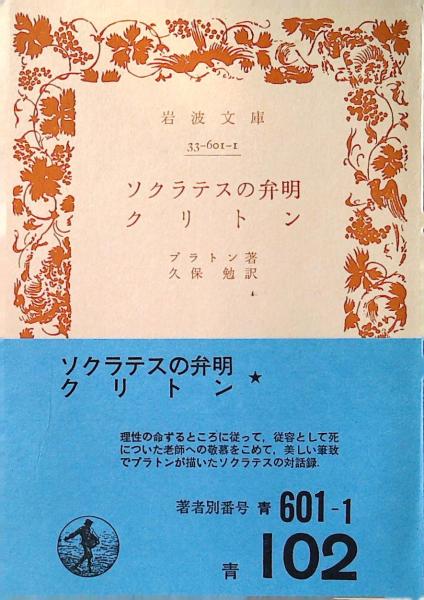 岩波文庫
33-601-1
ソクラテスの弁明
クリトン
プラトン著
久保勉訳
ソクラテスの弁明
クリトン ★
理性の命ずるところに従って，従容として死
についた老師への敬慕をこめて，美しい筆致
でプラトンが描いたソクラテスの対話録．
著者別番号 青 601-1
青 102